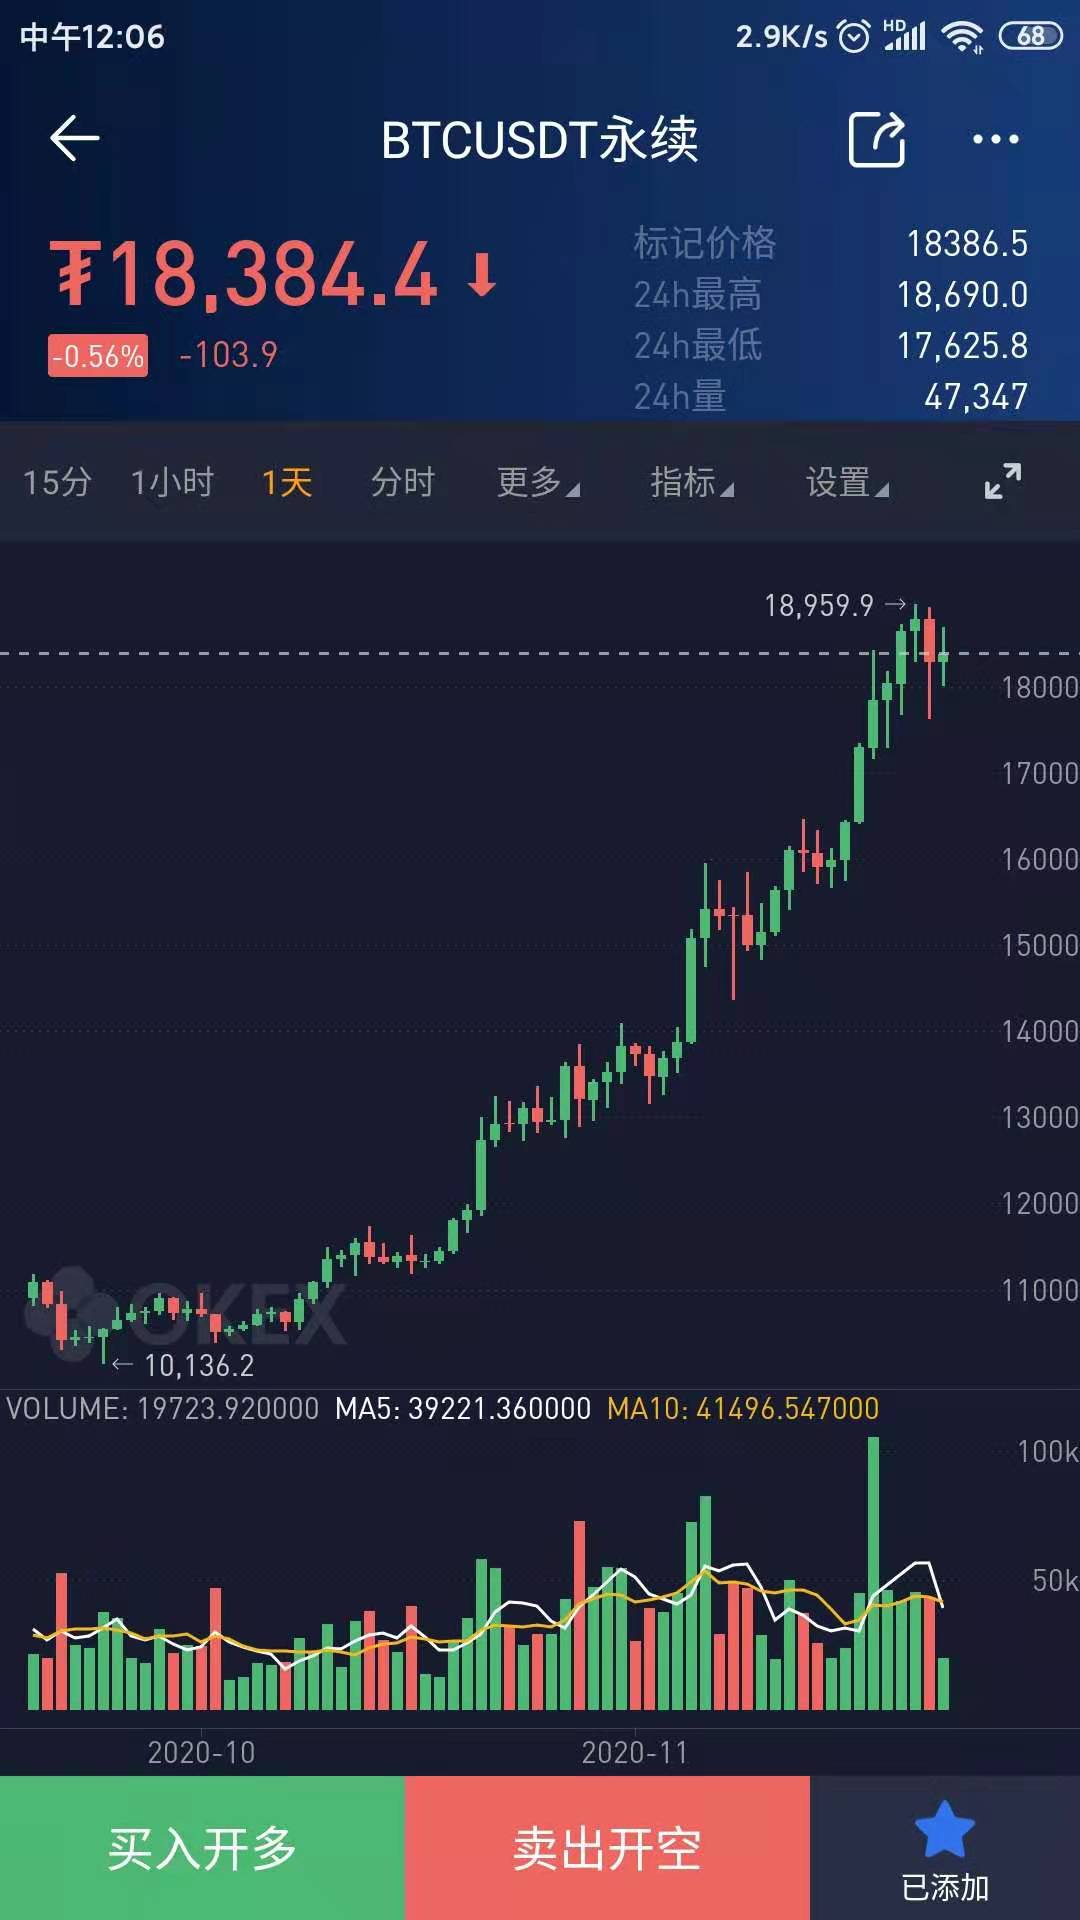 中午12:06 2.9K/s HD 68
BTCUSDT永续
₮18,384.4
-0.56% -103.9
标记价格 18386.5
24h最高 18,690.0
24h最低 17,625.8
24h量 47,347
15分 1小时 1天 分时 更多 指标 设置
18,959.9
18000
17000
16000
15000
14000
13000
12000
11000
OKEX
10,136.2
VOLUME: 19723.920000 MA5: 39221.360000 MA10: 41496.547000
100k
50k
2020-10 2020-11
买入开多 卖出开空 已添加